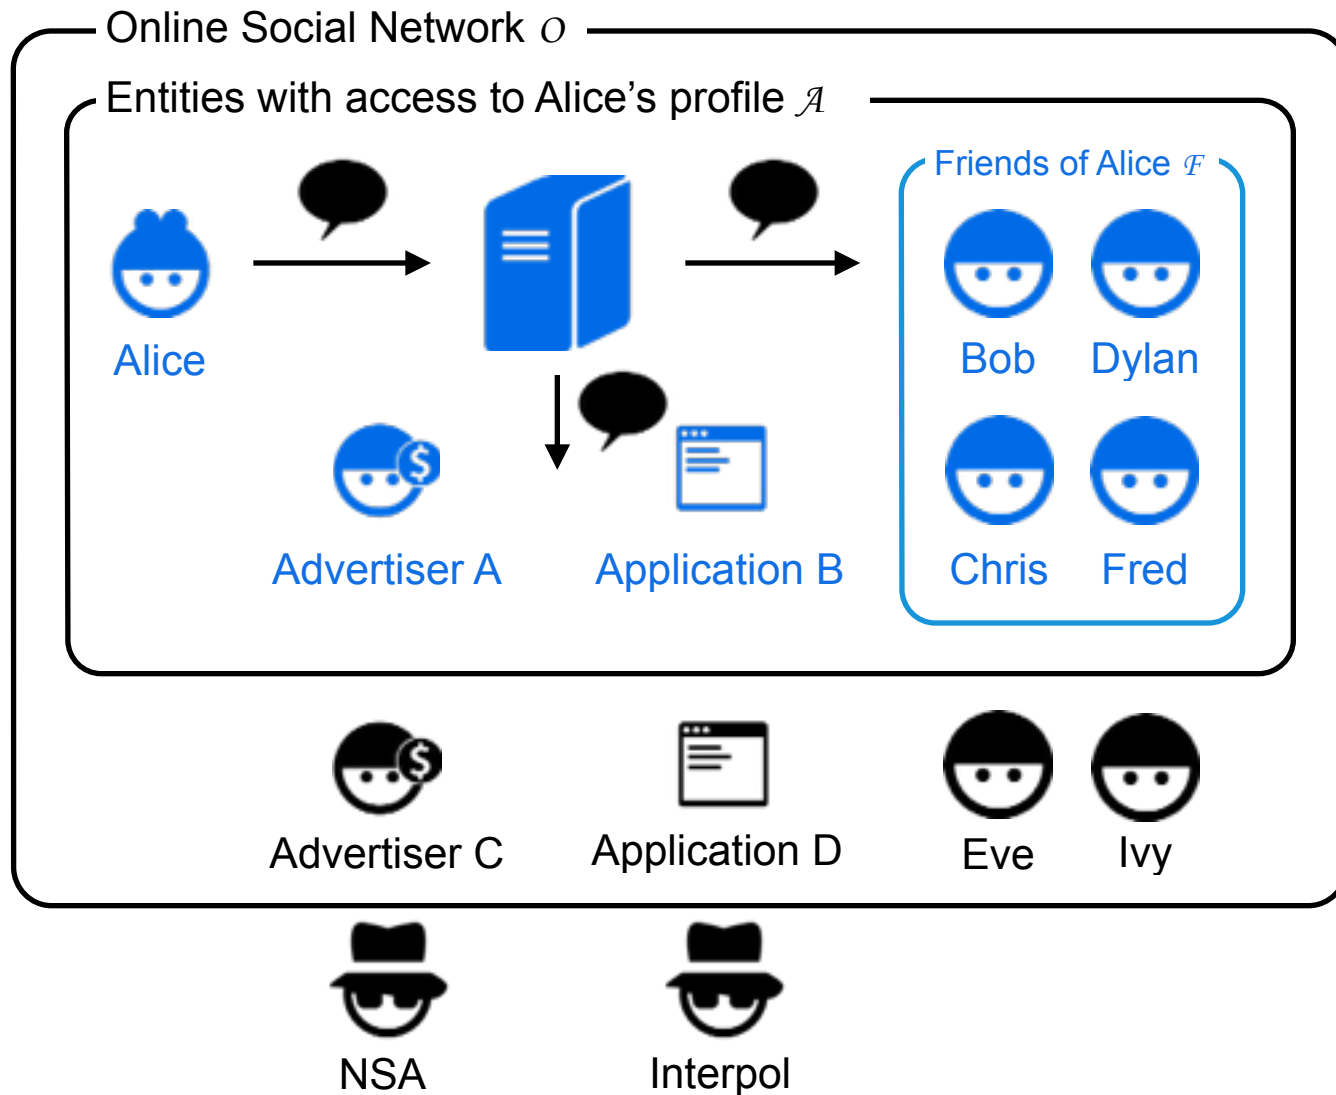 Online Social Network O
Entities with access to Alice's profile A
Friends of Alice F
Alice
Bob
Dylan
$
Advertiser A
Application B
Chris
Fred
$
Advertiser C
Application D
Eve
Ivy
NSA
Interpol